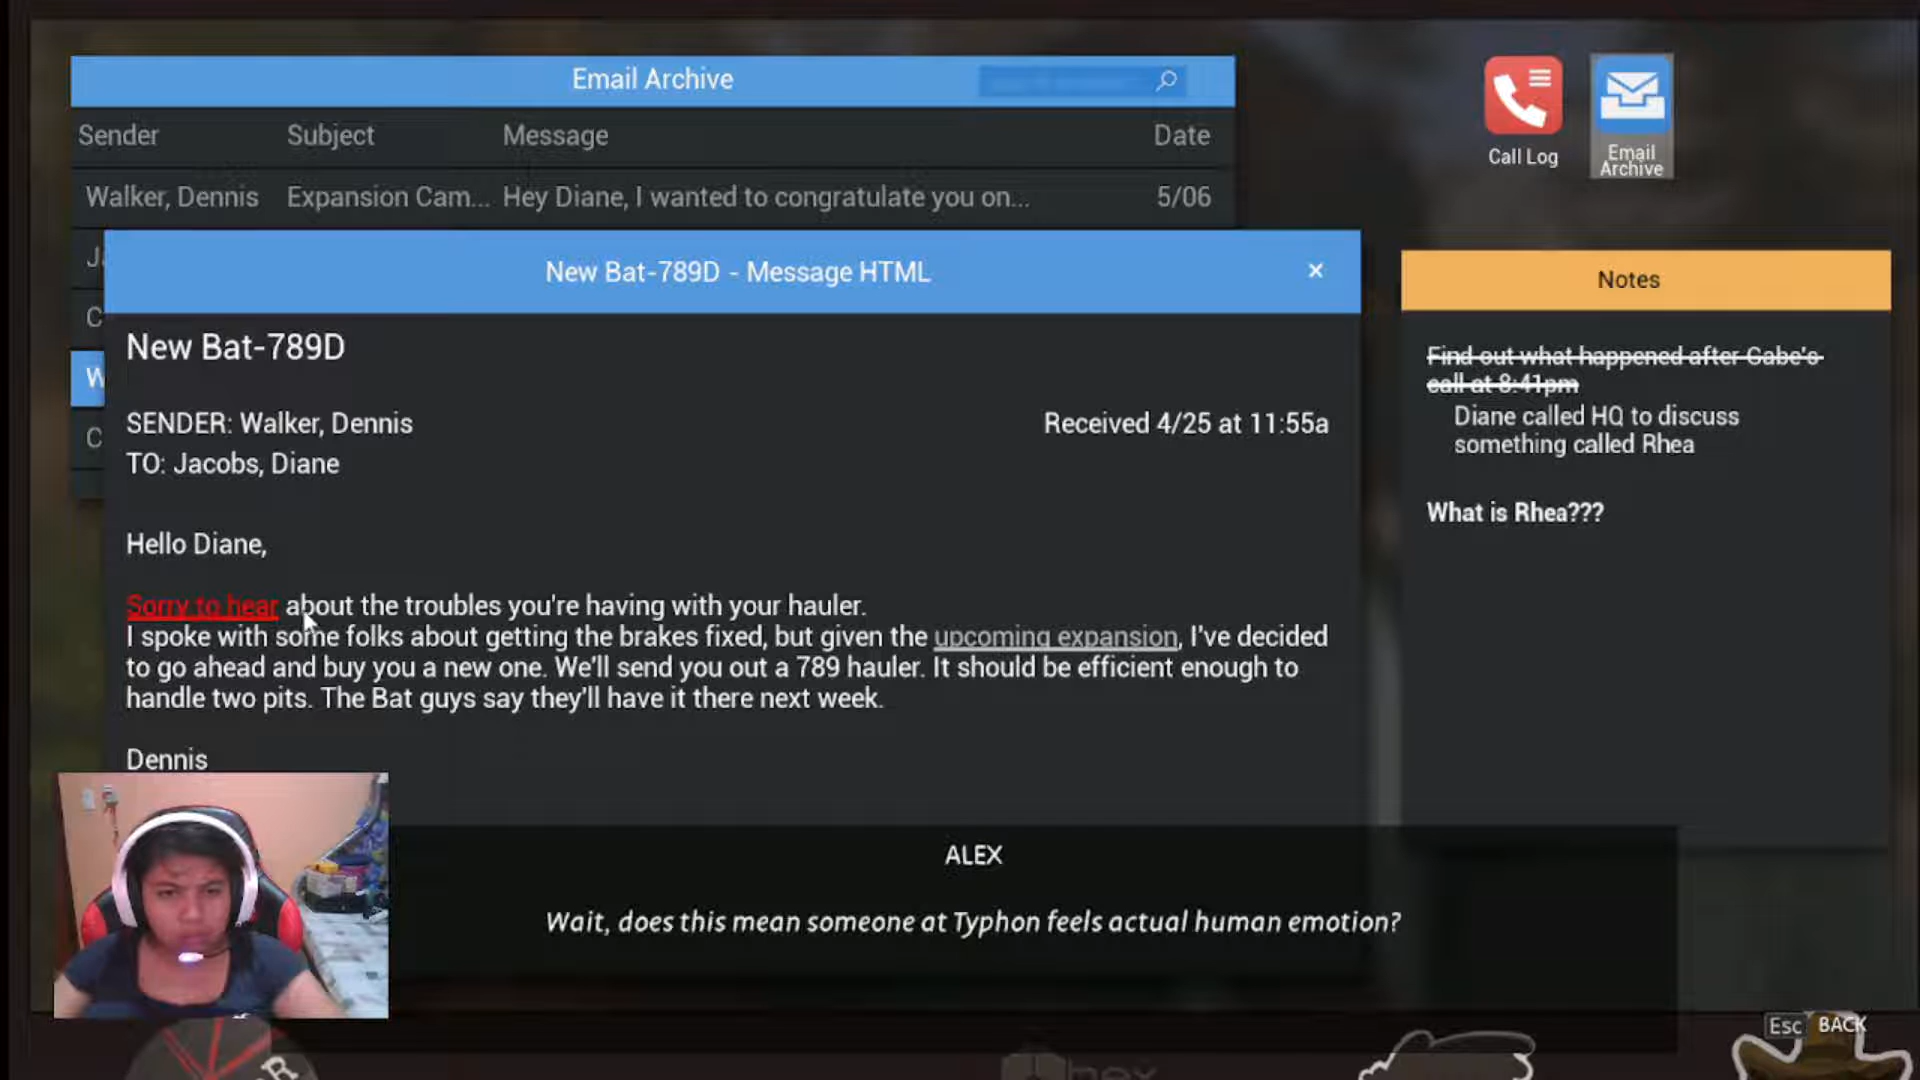 Email Archive
Call Log
Email
Archive
Sender Subject Message Date
Walker, Dennis Expansion Cam... Hey Diane, I wanted to congratulate you on... 5/06
New Bat-789D - Message HTML ×
New Bat-789D
SENDER: Walker, Dennis Received 4/25 at 11:55a
TO: Jacobs, Diane
Hello Diane,
Sorry to hear about the troubles you're having with your hauler.
I spoke with some folks about getting the brakes fixed, but given the upcoming expansion, I've decided
to go ahead and buy you a new one. We'll send you out a 789 hauler. It should be efficient enough to
handle two pits. The Bat guys say they'll have it there next week.
Dennis
Notes
Find out what happened after Gabe's
call at 8:41pm
Diane called HQ to discuss
something called Rhea
What is Rhea???
ALEX
Wait, does this mean someone at Typhon feels actual human emotion?
Esc BACK